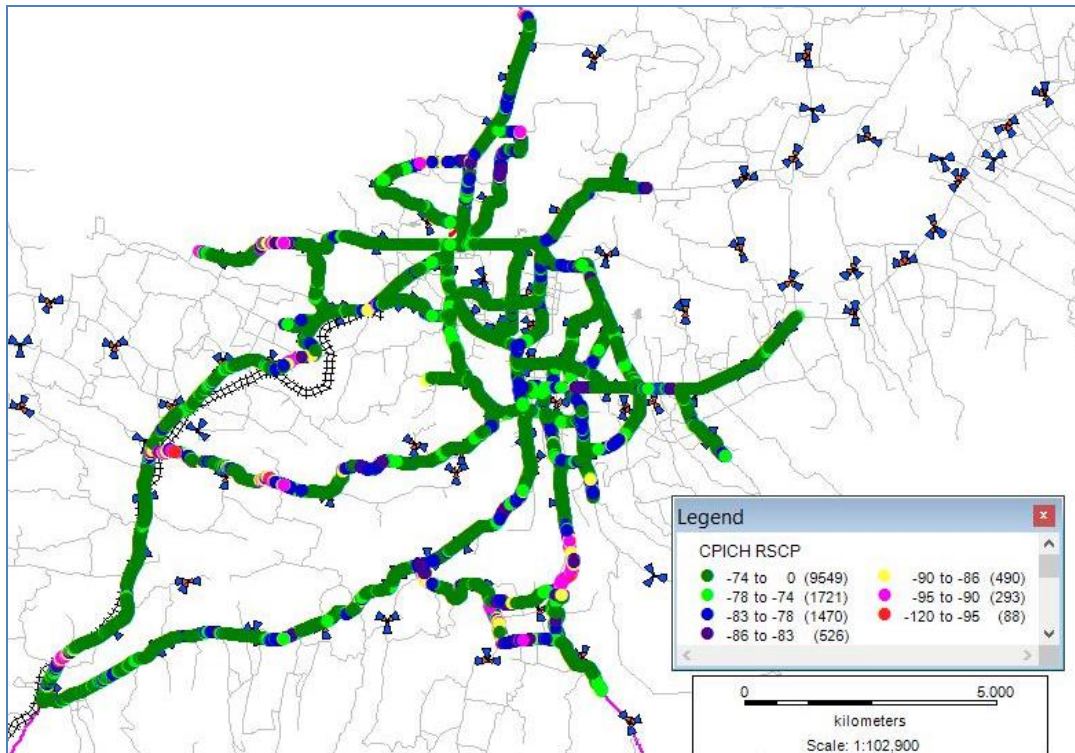 Legend
x
CPICH RSCP
-74 to 0 (9549)
-78 to -74 (1721)
-83 to -78 (1470)
-86 to -83 (526)
-90 to -86 (490)
-95 to -90 (293)
-120 to -95 (88)
0 5.000
kilometers
Scale: 1:102,900